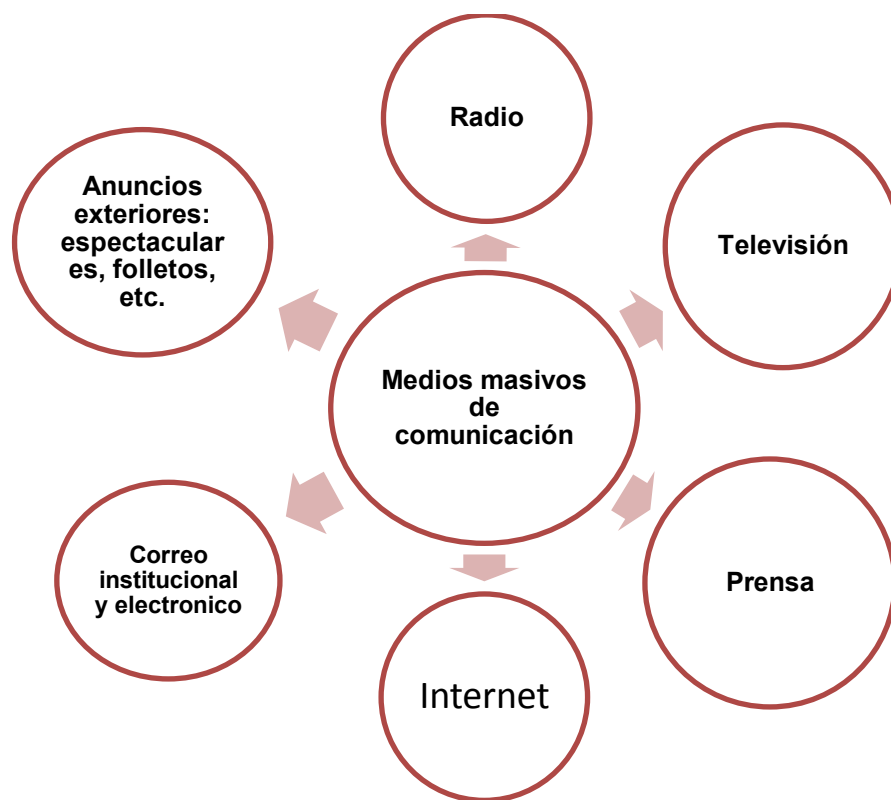 Radio
Anuncios
exteriores:
espectacular
es, folletos,
etc.
Televisión
Medios masivos
de
comunicación
Correo
institucional
y electronico
Prensa
Internet